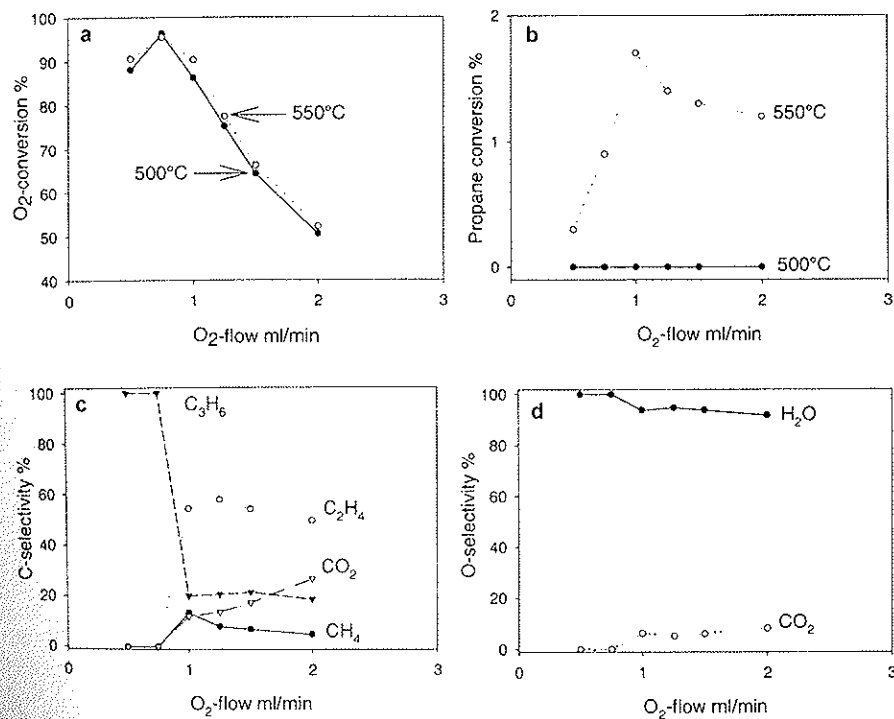 a
O2-conversion %
100
90
80
70
60
50
40
550°C
500°C
0
1
2
3
O2-flow ml/min
b
Propane conversion %
2
1
0
550°C
500°C
0
1
2
3
O2-flow ml/min
c
C-selectivity %
100
80
60
40
20
0
C3H6
C2H4
CO2
CH4
0
1
2
3
O2-flow ml/min
d
O-selectivity %
100
80
60
40
20
0
H2O
CO2
0
1
2
3
O2-flow ml/min